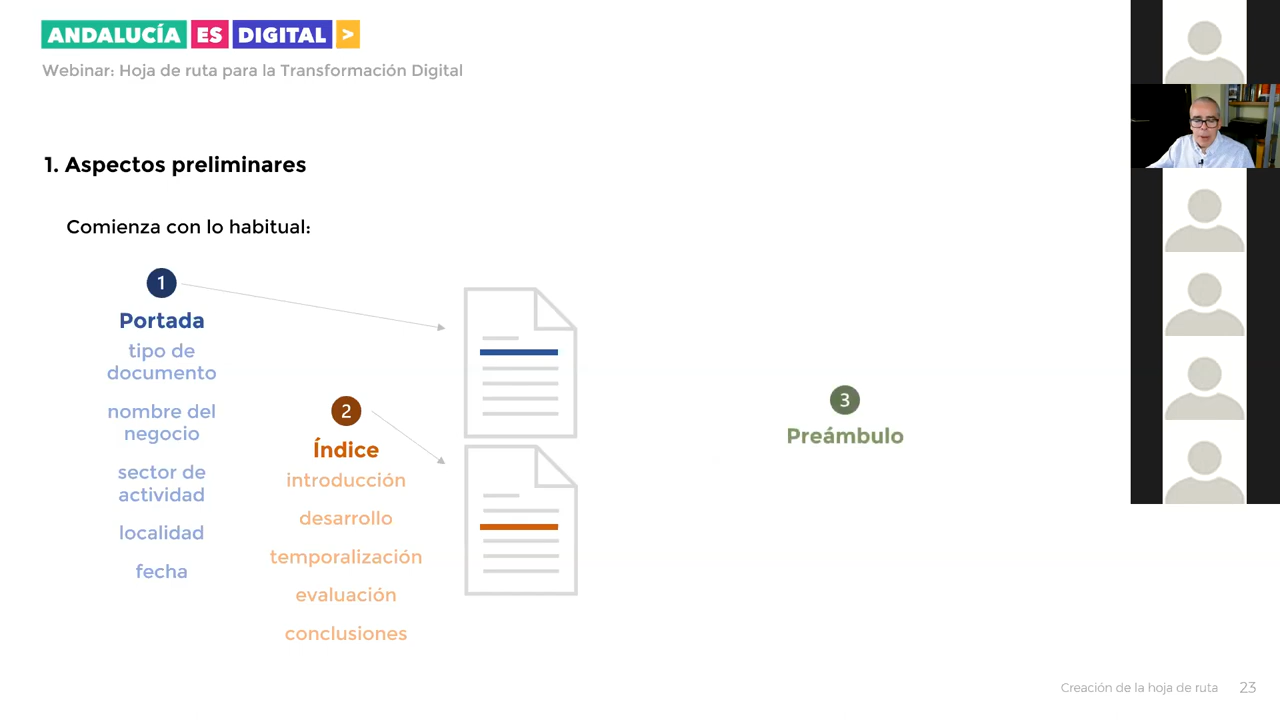 ANDALUCÍA ES DIGITAL >
Webinar: Hoja de ruta para la Transformación Digital
1. Aspectos preliminares
Comienza con lo habitual:
1
Portada
tipo de
documento
nombre del
negocio
sector de
actividad
localidad
fecha
2
Índice
introducción
desarrollo
temporalización
evaluación
conclusiones
3
Preámbulo
Creación de la hoja de ruta 23